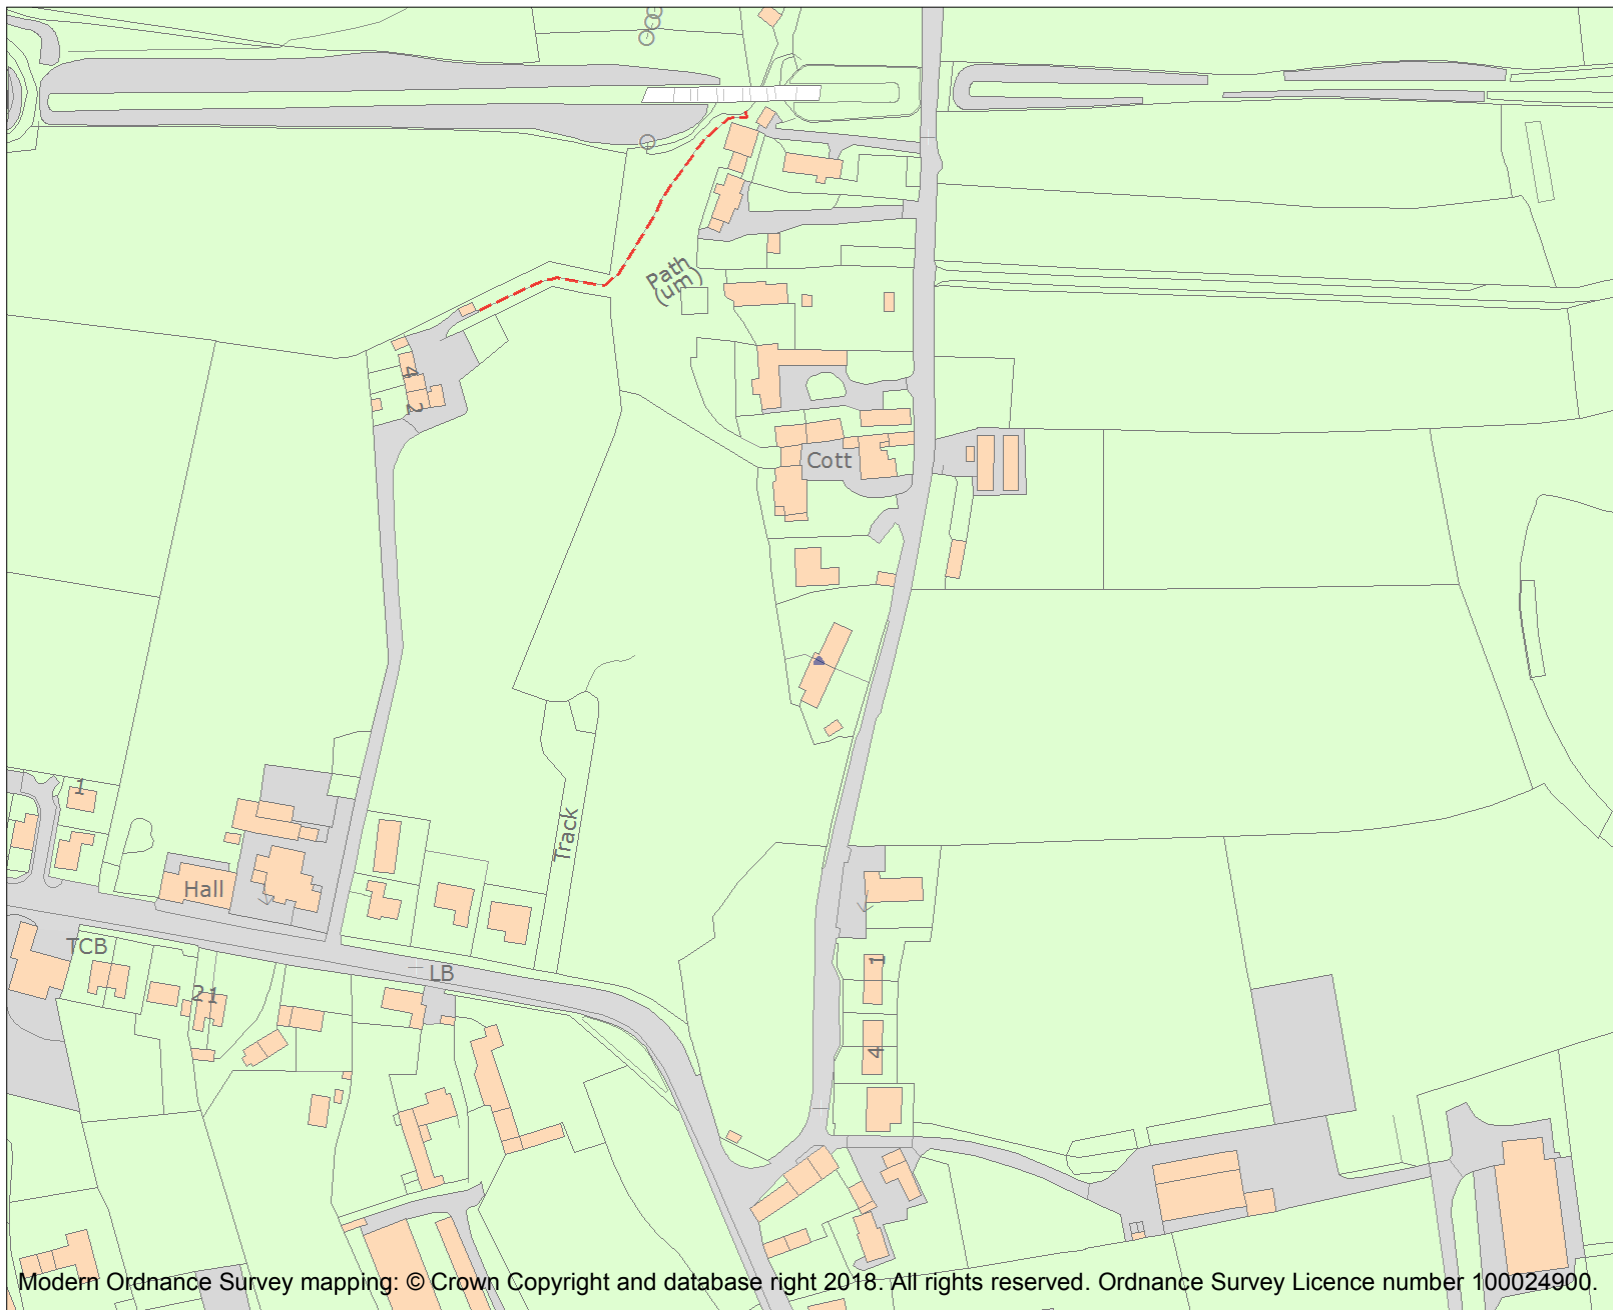 Path
(um)
4
2
Cott
1
Track
Hall
TCB
LB
21
1
4
Modern Ordnance Survey mapping: © Crown Copyright and database right 2018. All rights reserved. Ordnance Survey Licence number 100024900.